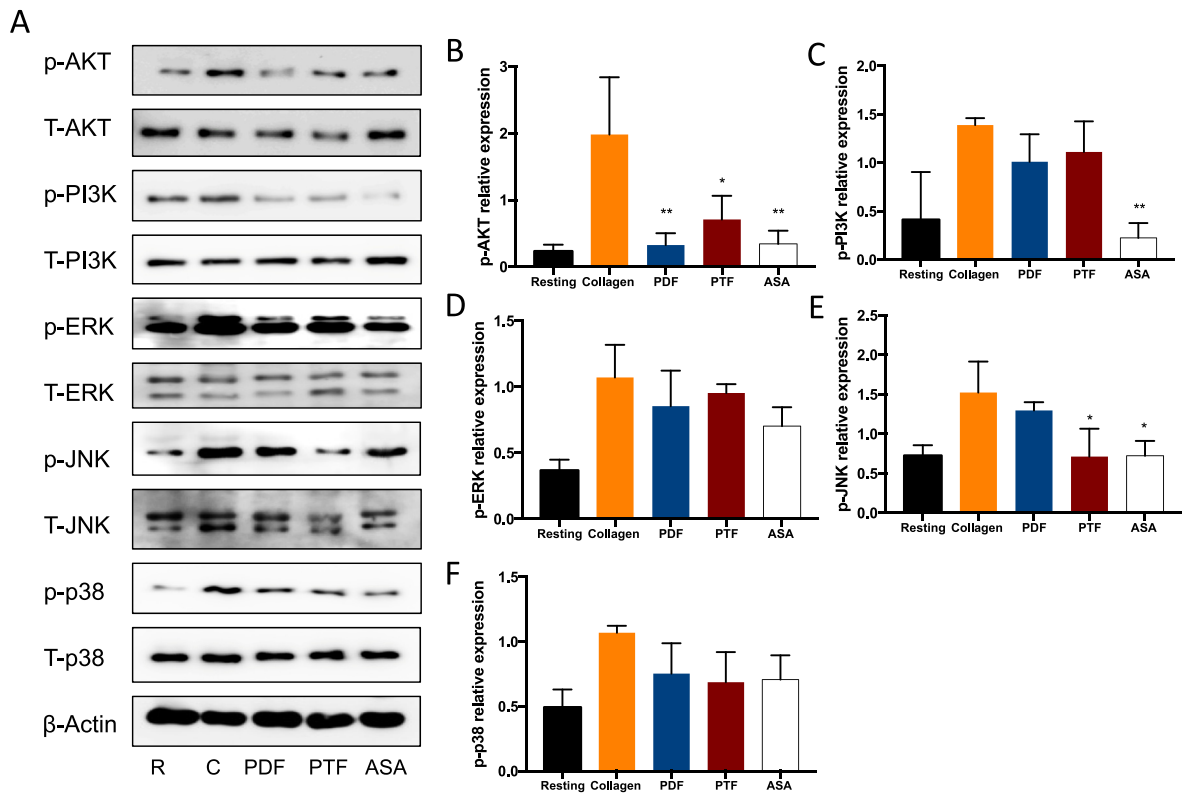 A
p-AKT
T-AKT
p-PI3K
T-PI3K
p-ERK
T-ERK
p-JNK
T-JNK
p-p38
T-p38
β-Actin
R C PDF PTF ASA
B
p-AKT relative expression
3
2
1
0
** * **
Resting Collagen PDF PTF ASA
C
p-PI3K relative expression
1.5
1.0
0.5
0.0
**
Resting Collagen PDF PTF ASA
D
p-ERK relative expression
1.5
1.0
0.5
0.0
Resting Collagen PDF PTF ASA
E
p-JNK relative expression
2.0
1.5
1.0
0.5
0.0
* *
Resting Collagen PDF PTF ASA
F
p-p38 relative expression
1.5
1.0
0.5
0.0
Resting Collagen PDF PTF ASA